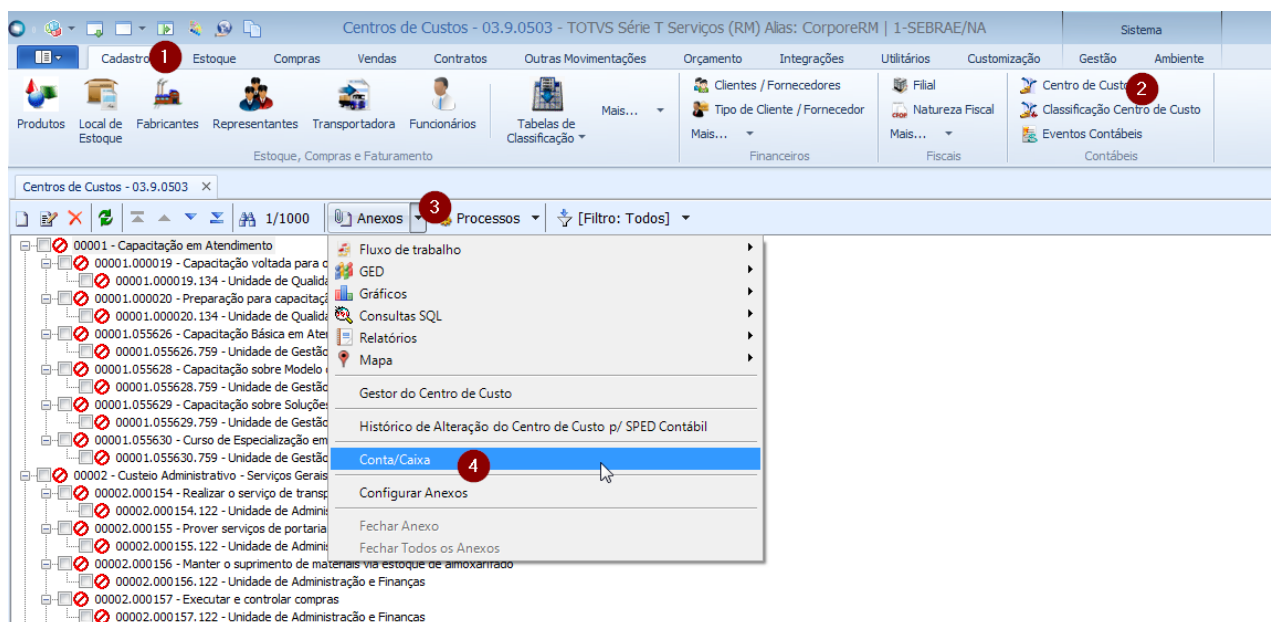 Centros de Custos - 03.9.0503 - TOTVS Série T Serviços (RM) Alias: CorporeRM | 1-SEBRAE/NA
Sistema
Cadastro 1 Estoque Compras Vendas Contratos Outras Movimentações Orçamento Integrações Utilitários Customização Gestão Ambiente
Produtos
Local de Estoque
Fabricantes
Representantes
Transportadora
Funcionários
Tabelas de Classificação
Mais...
Estoque, Compras e Faturamento
Clientes / Fornecedores
Tipo de Cliente / Fornecedor
Mais...
Financeiros
Filial
Natureza Fiscal
Mais...
Fiscais
Centro de Custo 2
Classificação Centro de Custo
Eventos Contábeis
Contábeis
Centros de Custos - 03.9.0503
1/1000 Anexos 3 Processos [Filtro: Todos]
00001 - Capacitação em Atendimento
00001.000019 - Capacitação voltada para
00001.000019.134 - Unidade de Qualid
00001.000020 - Preparação para capacitaç
00001.000020.134 - Unidade de Qualid
00001.055626 - Capacitação Básica em Ate
00001.055626.759 - Unidade de Gestão
00001.055628 - Capacitação sobre Modelo
00001.055628.759 - Unidade de Gestão
00001.055629 - Capacitação sobre Soluçõe
00001.055629.759 - Unidade de Gestão
00001.055630 - Curso de Especialização em
00001.055630.759 - Unidade de Gestão
00002 - Custeio Administrativo - Serviços Gerais
00002.000154 - Realizar o serviço de transp
00002.000154.122 - Unidade de Admini
00002.000155 - Prover serviços de portaria
00002.000155.122 - Unidade de Admini
00002.000156 - Manter o suprimento de materiais via estoque de almoxarifado
00002.000156.122 - Unidade de Administração e Finanças
00002.000157 - Executar e controlar compras
00002.000157.122 - Unidade de Administração e Finanças
Fluxo de trabalho
GED
Gráficos
Consultas SQL
Relatórios
Mapa
Gestor do Centro de Custo
Histórico de Alteração do Centro de Custo p/ SPED Contábil
Conta/Caixa 4
Configurar Anexos
Fechar Anexo
Fechar Todos os Anexos